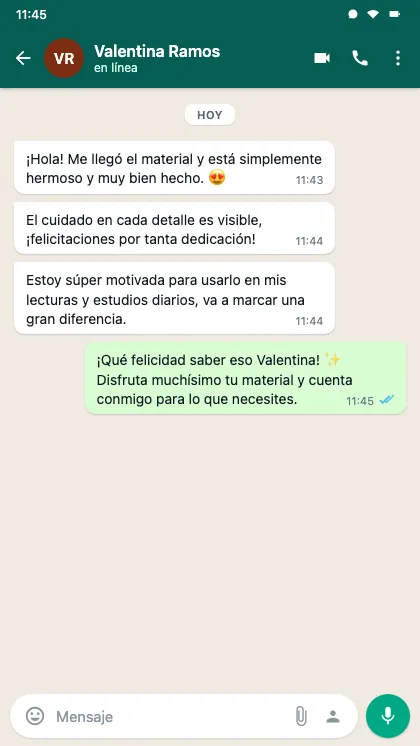 11:45
VR
Valentina Ramos
en línea
HOY
¡Hola! Me llegó el material y está simplemente
hermoso y muy bien hecho. 😍
11:43
El cuidado en cada detalle es visible,
¡felicitaciones por tanta dedicación!
11:44
Estoy súper motivada para usarlo en mis
lecturas y estudios diarios, va a marcar una
gran diferencia.
11:44
¡Qué felicidad saber eso Valentina! ✨
Disfruta muchísimo tu material y cuenta
conmigo para lo que necesites.
11:45
Mensaje